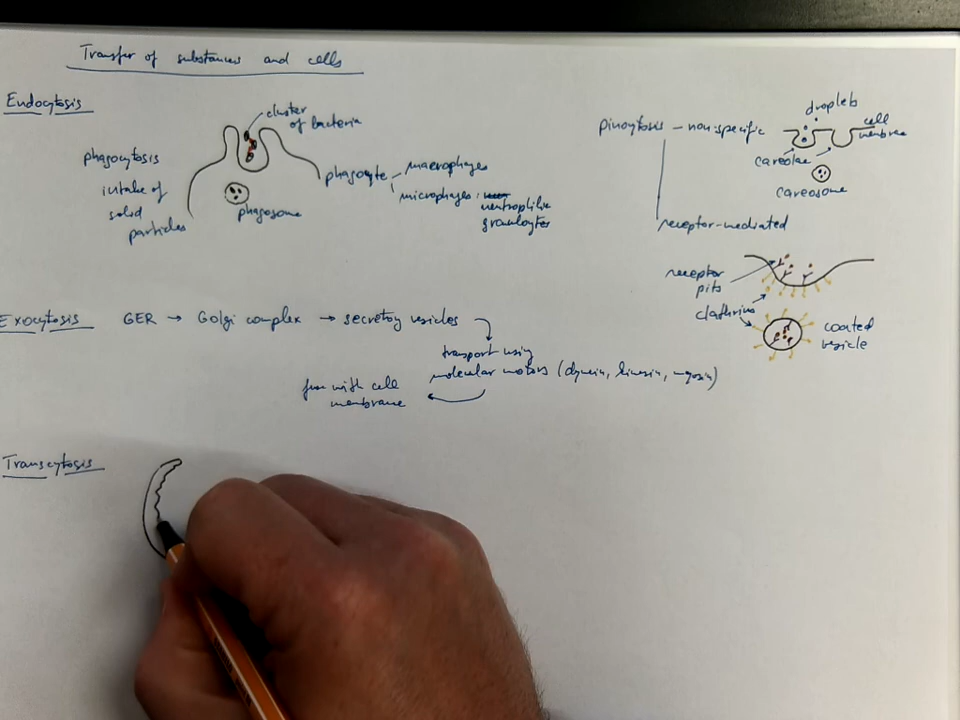 Transfer of substances and cells
Endocytosis
cluster
of bacteria
phagocytosis
intake of
solid
particles
phagosome
phagocyte
macrophages
microphages:
neutrophilic
granulocytes
pinocytosis – non-specific
droplets
cell
membrane
caveolae
caveosome
receptor-mediated
receptor
pits
clathrins
coated
vesicle
Exocytosis GER → Golgi complex → secretory vesicles
transport using
molecular motors (dynein, kinesin, myosin)
fuse with cell
membrane
Transcytosis